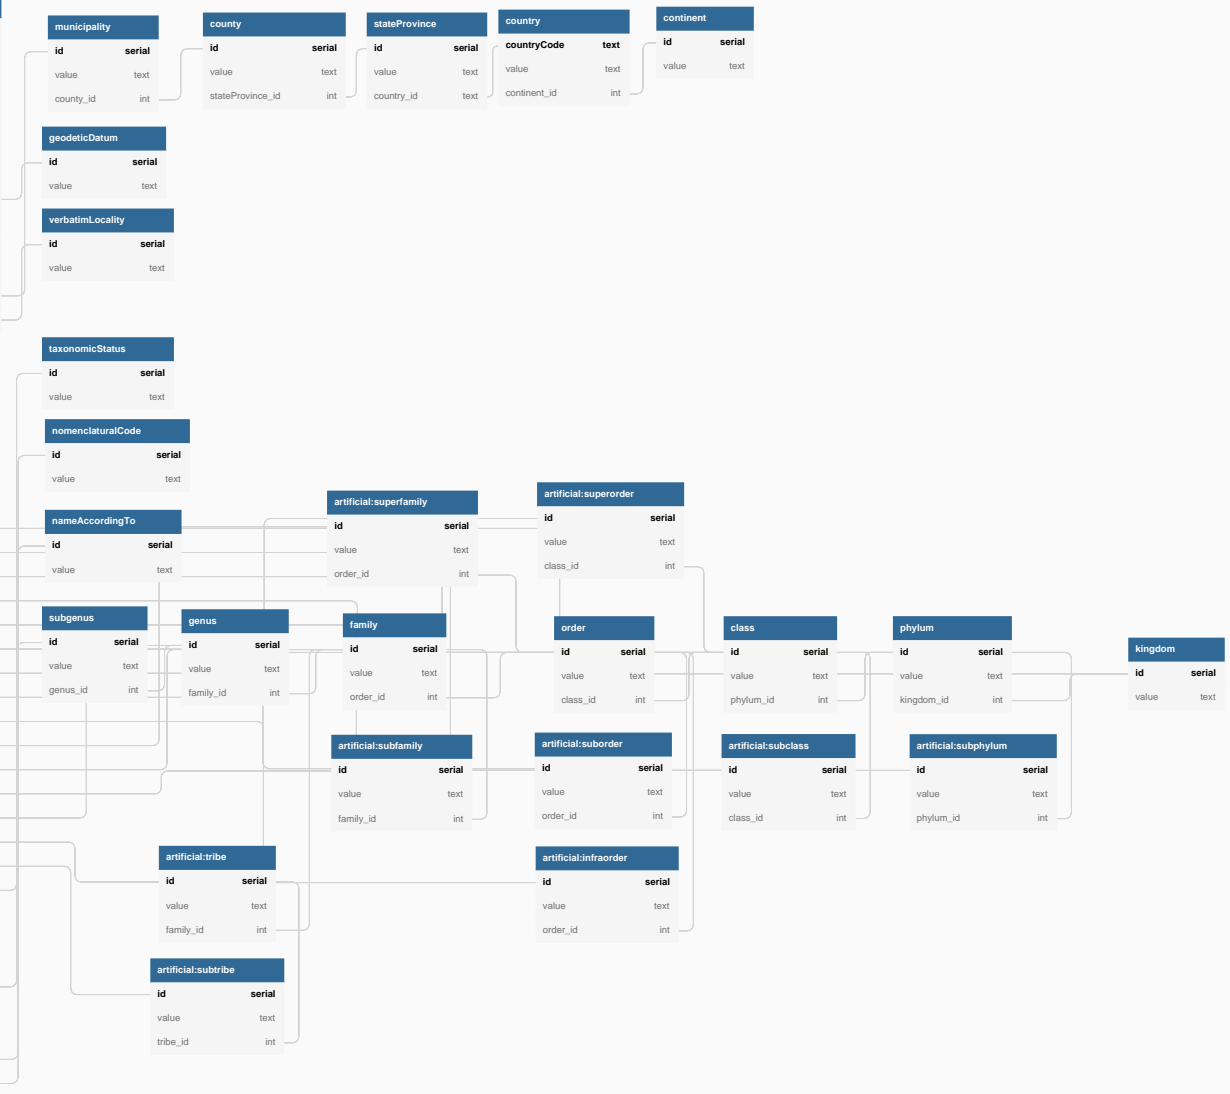 municipality
id serial
value text
county_id int
county
id serial
value text
stateProvince_id int
stateProvince
id serial
value text
country_id text
country
countryCode text
value text
continent_id int
continent
id serial
value text
geodeticDatum
id serial
value text
verbatimLocality
id serial
value text
taxonomicStatus
id serial
value text
nomenclaturalCode
id serial
value text
nameAccordingTo
id serial
value text
artificial:superfamily
id serial
value text
order_id int
artificial:superorder
id serial
value text
class_id int
subgenus
id serial
value text
genus_id int
genus
id serial
value text
family_id int
family
id serial
value text
order_id int
order
id serial
value text
class_id int
class
id serial
value text
phylum_id int
phylum
id serial
value text
kingdom_id int
kingdom
id serial
value text
artificial:subfamily
id serial
value text
family_id int
artificial:suborder
id serial
value text
order_id int
artificial:subclass
id serial
value text
class_id int
artificial:subphylum
id serial
value text
phylum_id int
artificial:tribe
id serial
value text
family_id int
artificial:infraorder
id serial
value text
order_id int
artificial:subtribe
id serial
value text
tribe_id int